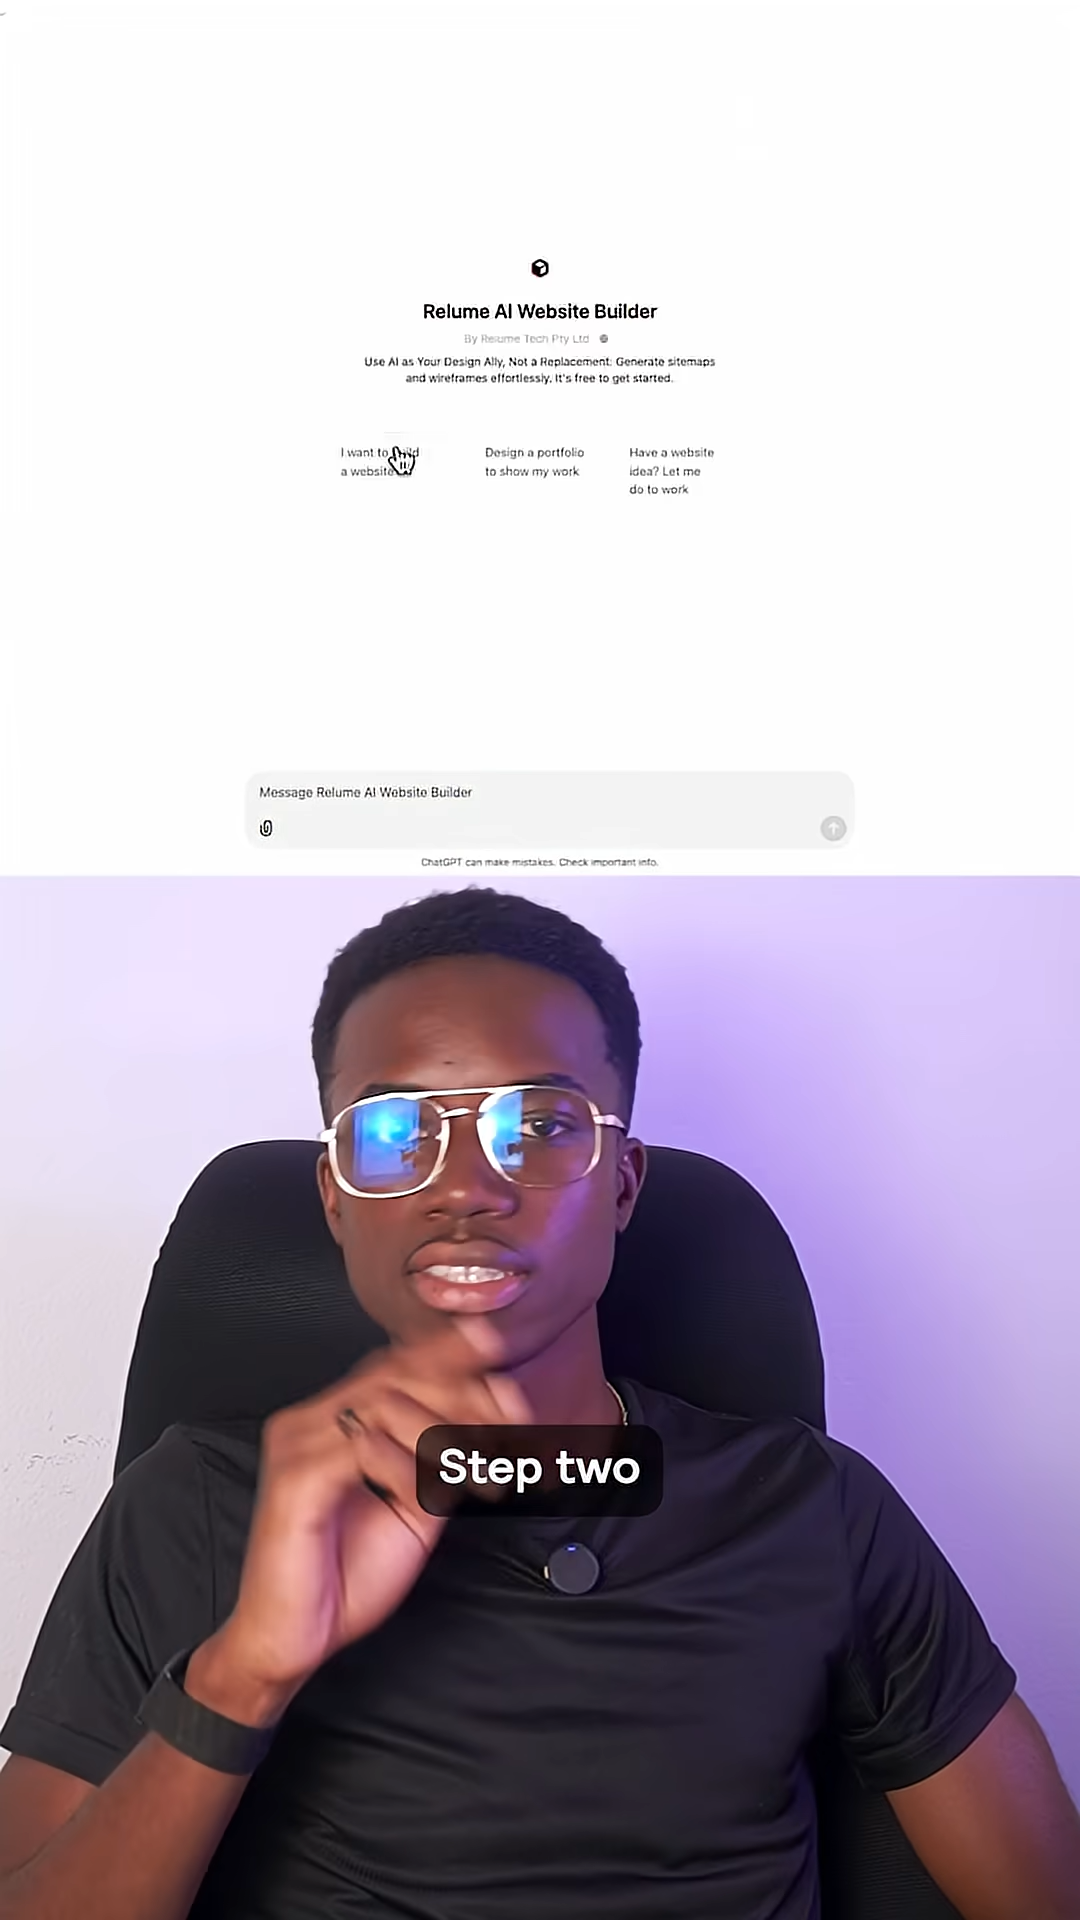 Relume AI Website Builder
By Relume Tech Pty Ltd
Use AI as Your Design Ally, Not a Replacement: Generate sitemaps
and wireframes effortlessly. It's free to get started.
I want to build
a website
Design a portfolio
to show my work
Have a website
idea? Let me
do to work
Message Relume AI Website Builder
ChatGPT can make mistakes. Check important info.
Step two